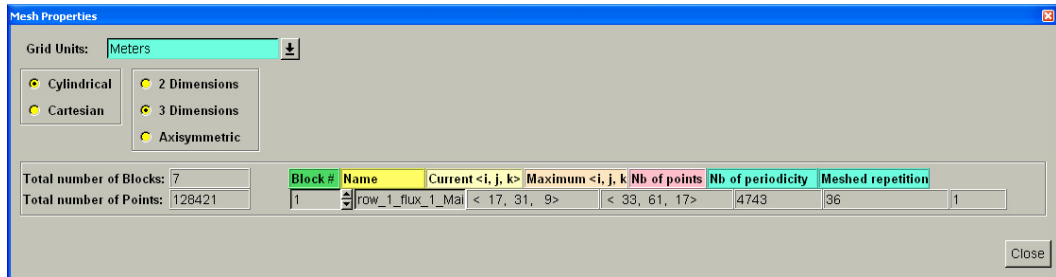 Mesh Properties
Grid Units: Meters
Cylindrical 2 Dimensions
Cartesian 3 Dimensions
Axisymmetric
Total number of Blocks: 7 Block # Name Current <i, j, k> Maximum <i, j, k Nb of points Nb of periodicity Meshed repetition
Total number of Points: 128421 1 row_1_flux_1_Mai < 17, 31, 9> < 33, 61, 17> 4743 36 1
Close